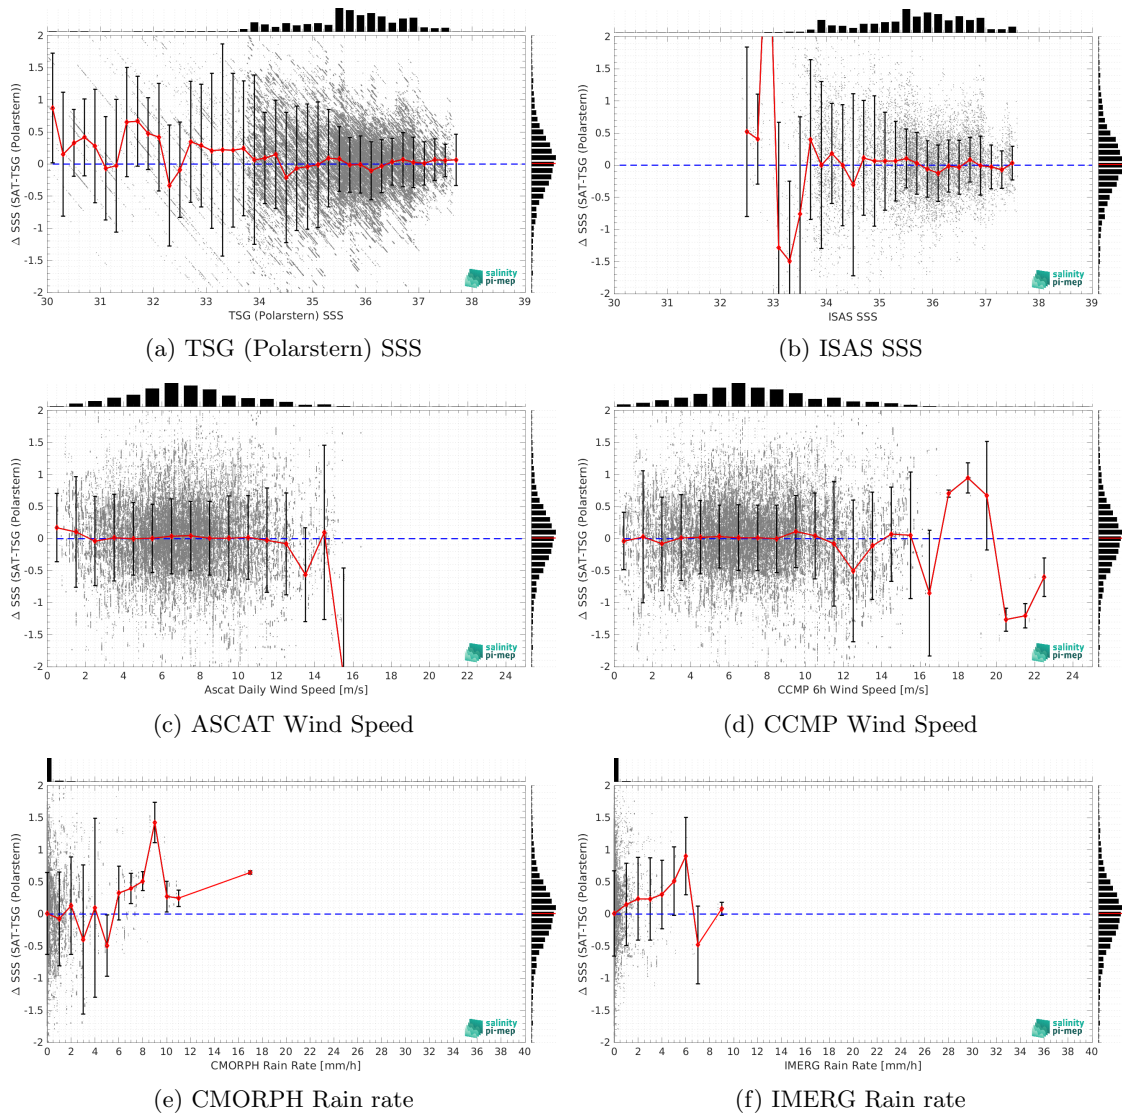 Δ SSS (SAT-TSG (Polarstern))
2
1.5
1
0.5
0
-0.5
-1
-1.5
-2
30 31 32 33 34 35 36 37 38 39
TSG (Polarstern) SSS
salinity
pi-mep
(a) TSG (Polarstern) SSS
Δ SSS (SAT-TSG (Polarstern))
2
1.5
1
0.5
0
-0.5
-1
-1.5
-2
30 31 32 33 34 35 36 37 38 39
ISAS SSS
salinity
pi-mep
(b) ISAS SSS
Δ SSS (SAT-TSG (Polarstern))
2
1.5
1
0.5
0
-0.5
-1
-1.5
-2
0 2 4 6 8 10 12 14 16 18 20 22 24
Ascat Daily Wind Speed [m/s]
salinity
pi-mep
(c) ASCAT Wind Speed
Δ SSS (SAT-TSG (Polarstern))
2
1.5
1
0.5
0
-0.5
-1
-1.5
-2
0 2 4 6 8 10 12 14 16 18 20 22 24
CCMP 6h Wind Speed [m/s]
salinity
pi-mep
(d) CCMP Wind Speed
Δ SSS (SAT-TSG (Polarstern))
2
1.5
1
0.5
0
-0.5
-1
-1.5
-2
0 2 4 6 8 10 12 14 16 18 20 22 24 26 28 30 32 34 36 38 40
CMORPH Rain Rate [mm/h]
salinity
pi-mep
(e) CMORPH Rain rate
Δ SSS (SAT-TSG (Polarstern))
2
1.5
1
0.5
0
-0.5
-1
-1.5
-2
0 2 4 6 8 10 12 14 16 18 20 22 24 26 28 30 32 34 36 38 40
IMERG Rain Rate [mm/h]
salinity
pi-mep
(f) IMERG Rain rate